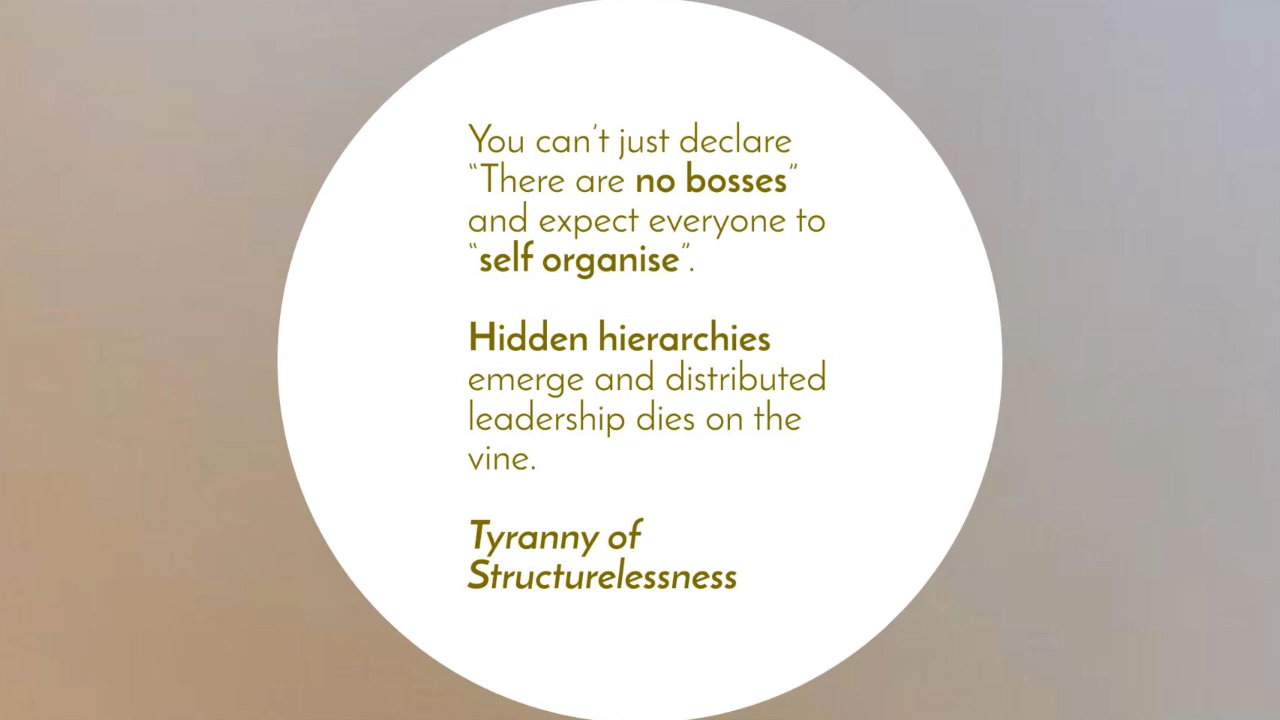 You can't just declare
“There are no bosses”
and expect everyone to
“self organise”.
Hidden hierarchies
emerge and distributed
leadership dies on the
vine.
Tyranny of
Structurelessness